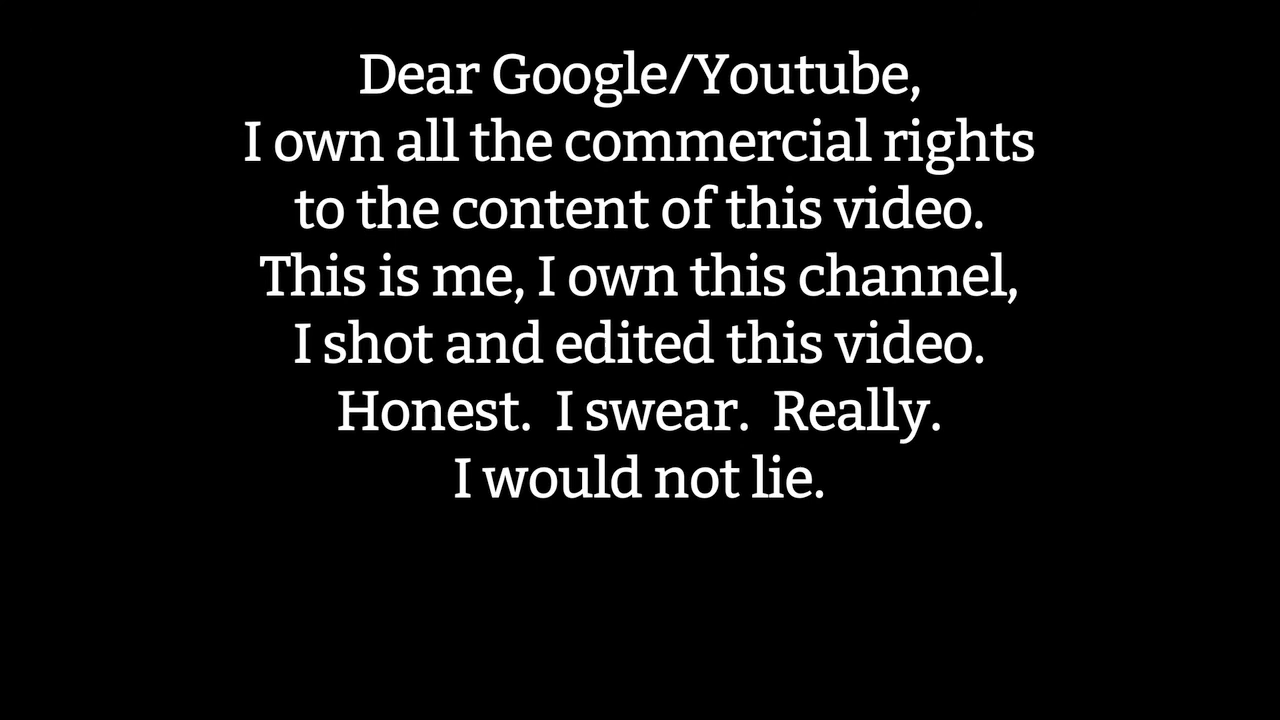 Dear Google/Youtube,
I own all the commercial rights
to the content of this video.
This is me, I own this channel,
I shot and edited this video.
Honest.  I swear.  Really.
I would not lie.